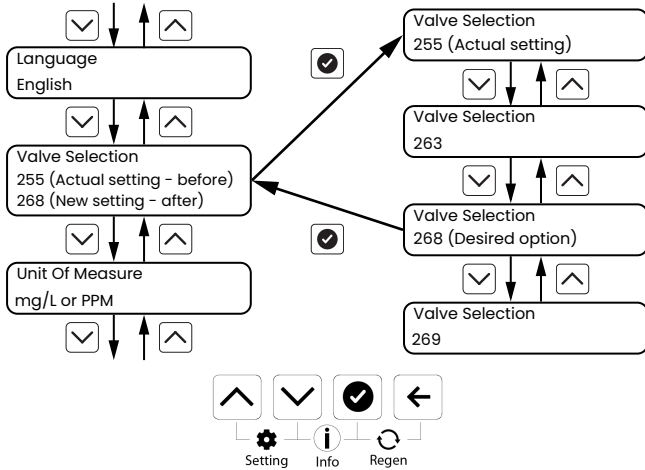 Language
English
Valve Selection
255 (Actual setting - before)
268 (New setting - after)
Unit Of Measure
mg/L or PPM
Valve Selection
255 (Actual setting)
Valve Selection
263
Valve Selection
268 (Desired option)
Valve Selection
269
Setting
Info
Regen